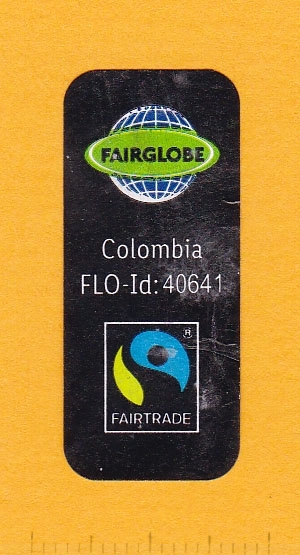 FAIRGLOBE
Colombia
FLO-Id: 40641
®
FAIRTRADE